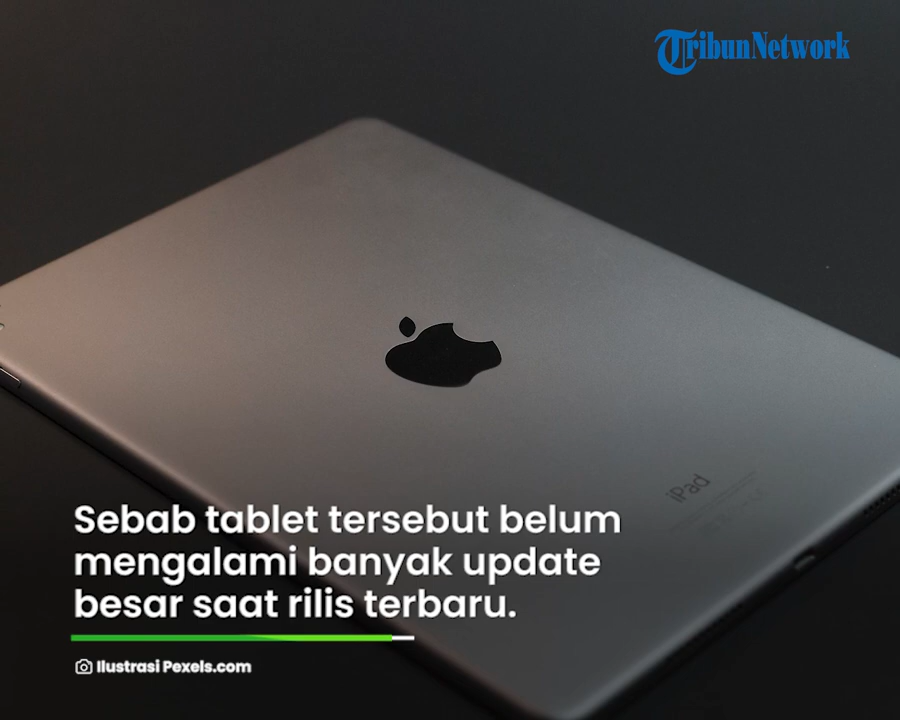 TribunNetwork
iPad
Sebab tablet tersebut belum
mengalami banyak update
besar saat rilis terbaru.
Ilustrasi Pexels.com